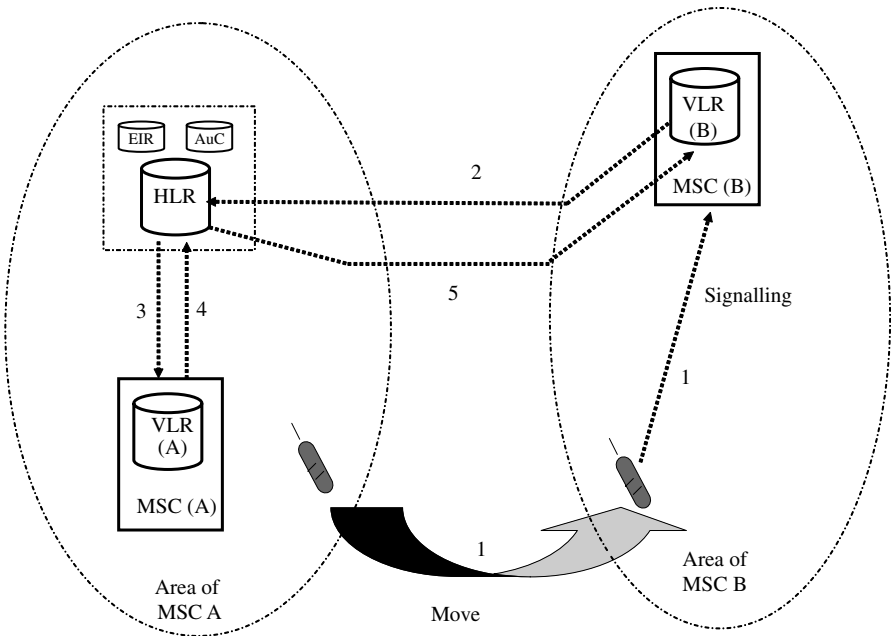 EIR
AuC
HLR
VLR
(B)
MSC (B)
2
5
3
4
Signalling
1
VLR
(A)
MSC (A)
1
Area of
MSC A
Move
Area of
MSC B